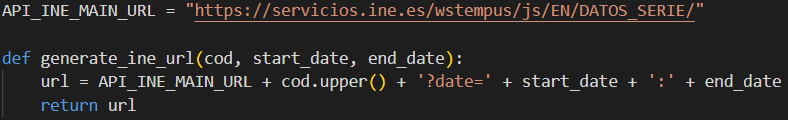 API_INE_MAIN_URL = "https://servicios.ine.es/wstempus/js/EN/DATOS_SERIE/"
def generate_ine_url(cod, start_date, end_date):
    url = API_INE_MAIN_URL + cod.upper() + '?date=' + start_date + ':' + end_date
    return url